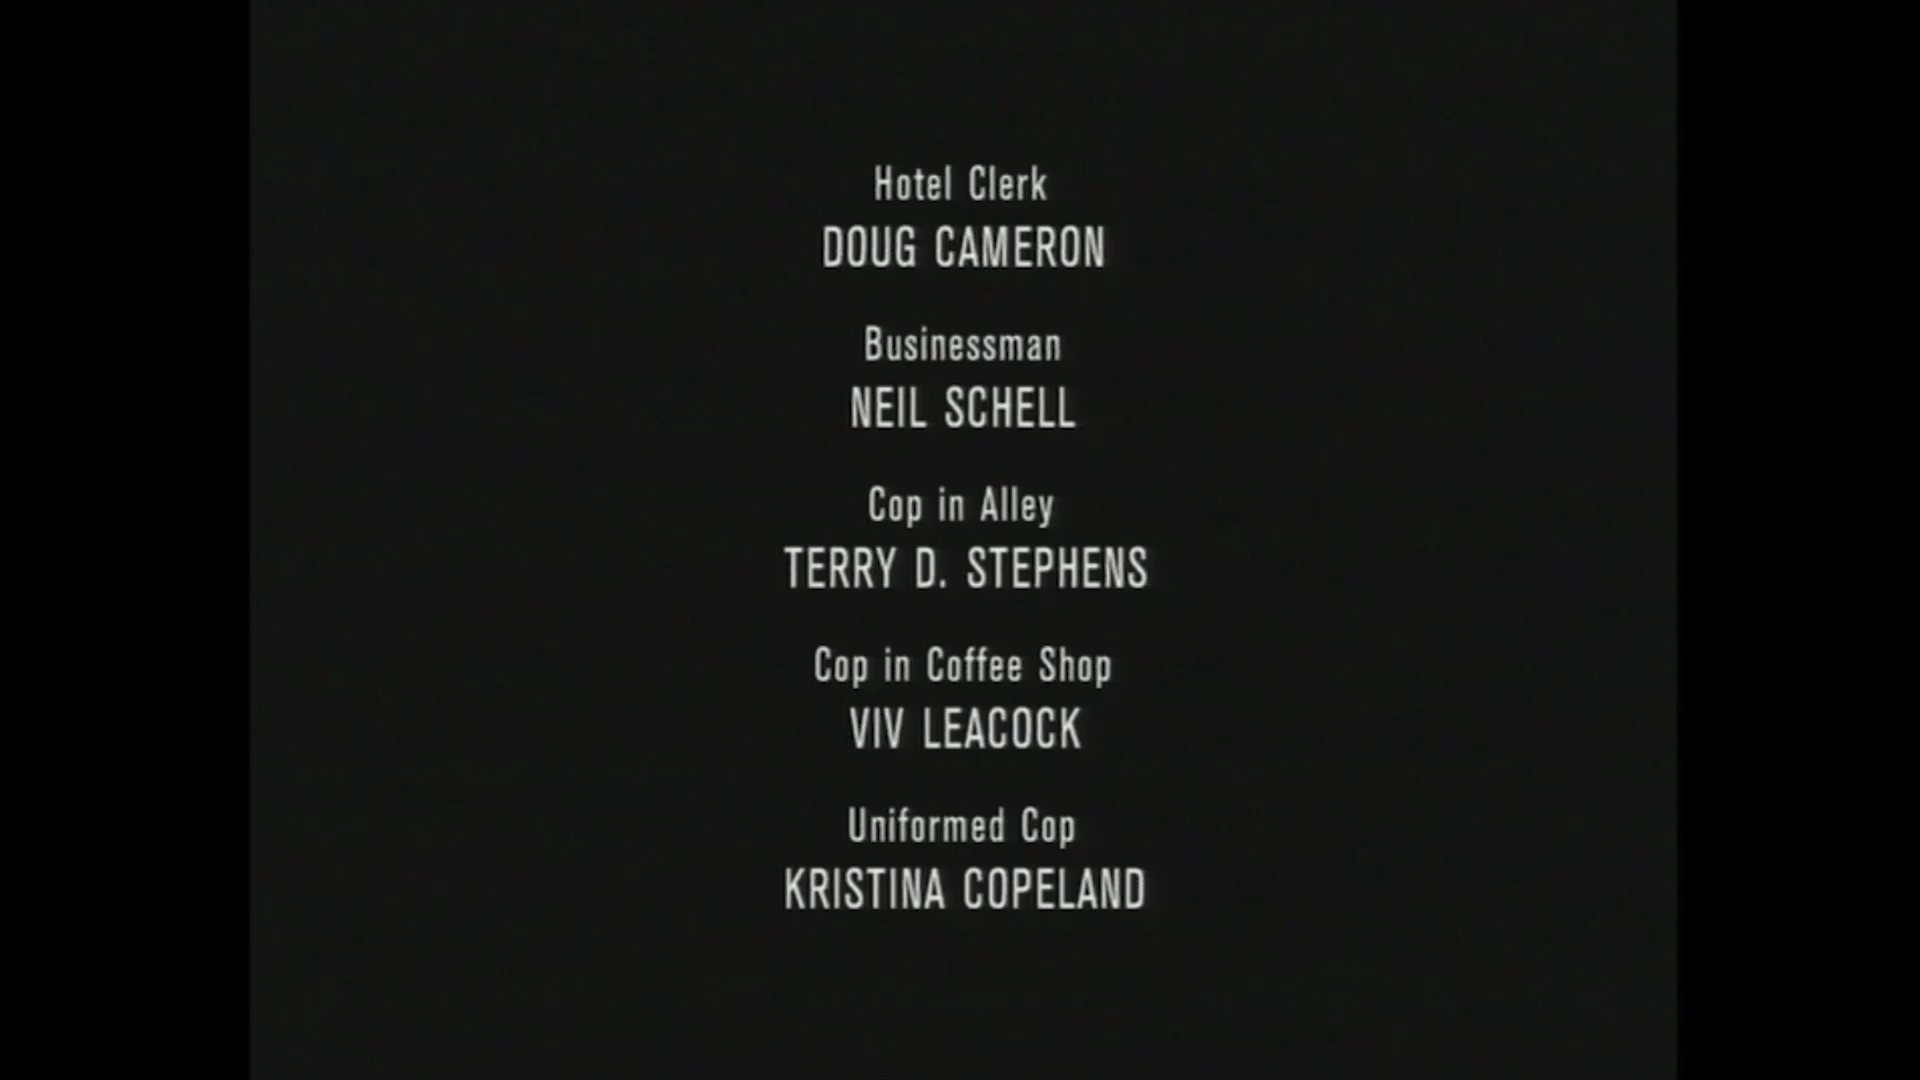 Hotel Clerk
DOUG CAMERON
Businessman
NEIL SCHELL
Cop in Alley
TERRY D. STEPHENS
Cop in Coffee Shop
VIV LEACOCK
Uniformed Cop
KRISTINA COPELAND